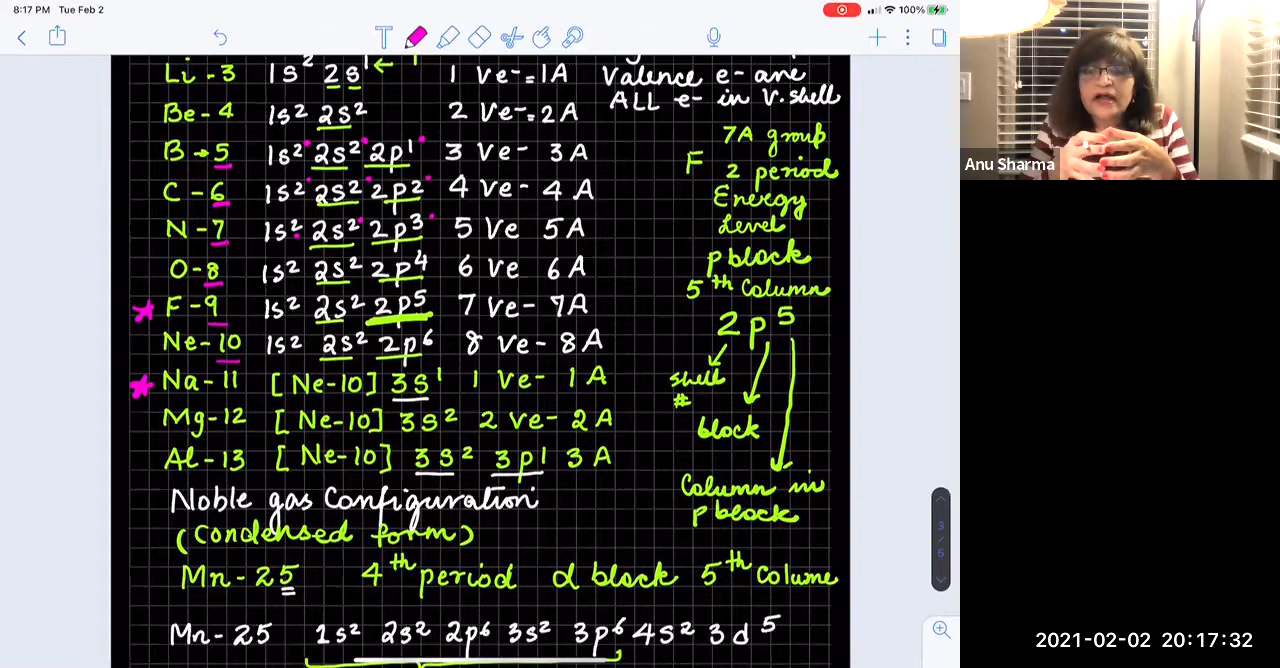 8:17 PM Tue Feb 2
100%
Li - 3 1s² 2s¹ ← 1 1 Ve- = 1A
Valence e- are
ALL e- in V. shell
Be - 4 1s² 2s² 2 Ve- = 2A
B → 5 1s² 2s² 2p¹ 3 Ve- 3A
C - 6 1s² 2s² 2p² 4 Ve- 4A
N - 7 1s² 2s² 2p³ 5 Ve 5A
O - 8 1s² 2s² 2p⁴ 6 Ve 6A
F - 9 1s² 2s² 2p⁵ 7 Ve- 7A
Ne - 10 1s² 2s² 2p⁶ 8 Ve- 8A
Na - 11 [Ne-10] 3s¹ 1 Ve- 1A
Mg - 12 [Ne-10] 3s² 2 Ve- 2A
Al - 13 [Ne-10] 3s² 3p¹ 3A
Noble gas Configuration
(Condensed form)
F 7A group
2 period
Energy
Level
p block
5th Column
2p5
shell
#
block
Column in
p block
Mn - 25 4th period d block 5th Colume
Mn - 25 1s² 2s² 2p⁶ 3s² 3p⁶ 4s² 3d⁵
3
/
5
Anu Sharma
2021-02-02 20:17:32